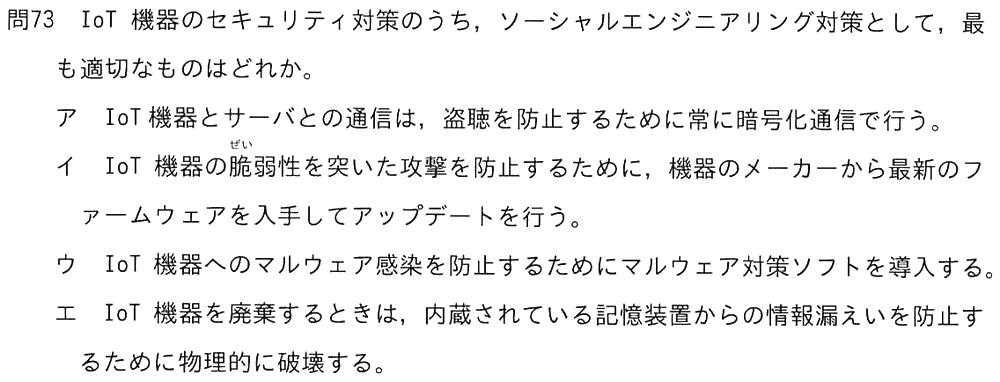 問73 IoT 機器のセキュリティ対策のうち，ソーシャルエンジニアリング対策として，最
も適切なものはどれか。
ア IoT 機器とサーバとの通信は，盗聴を防止するために常に暗号化通信で行う。
ぜい
イ IoT 機器の脆弱性を突いた攻撃を防止するために，機器のメーカーから最新のフ
ァームウェアを入手してアップデートを行う。
ウ IoT 機器へのマルウェア感染を防止するためにマルウェア対策ソフトを導入する。
エ IoT 機器を廃棄するときは，内蔵されている記憶装置からの情報漏えいを防止す
るために物理的に破壊する。